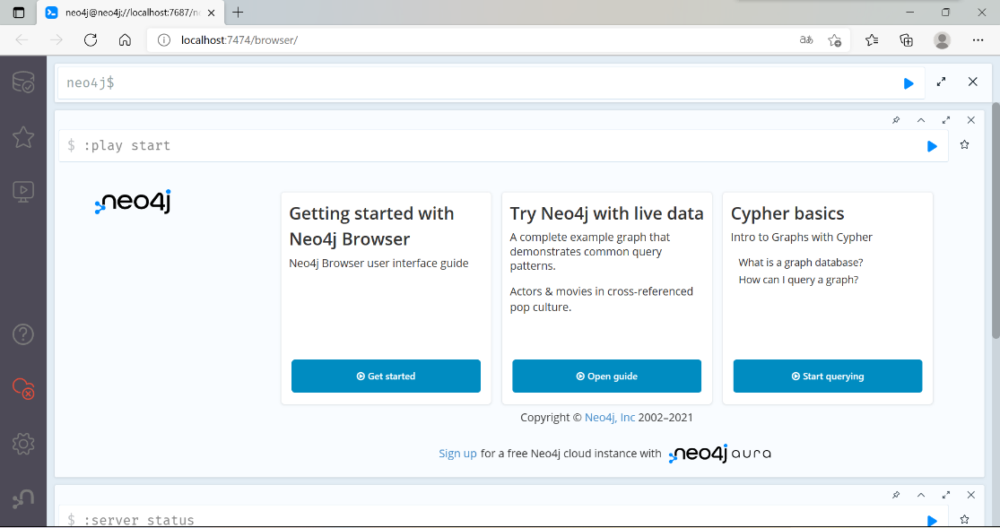 neo4j@neo4j://localhost:7687/n
localhost:7474/browser/
aあ
neo4j$
$ :play start
neo4j
Getting started with
Neo4j Browser
Neo4j Browser user interface guide
Get started
Try Neo4j with live data
A complete example graph that
demonstrates common query
patterns.
Actors & movies in cross-referenced
pop culture.
Open guide
Cypher basics
Intro to Graphs with Cypher
What is a graph database?
How can I query a graph?
Start querying
Copyright © Neo4j, Inc 2002–2021
Sign up for a free Neo4j cloud instance with neo4j aura
$ :server status